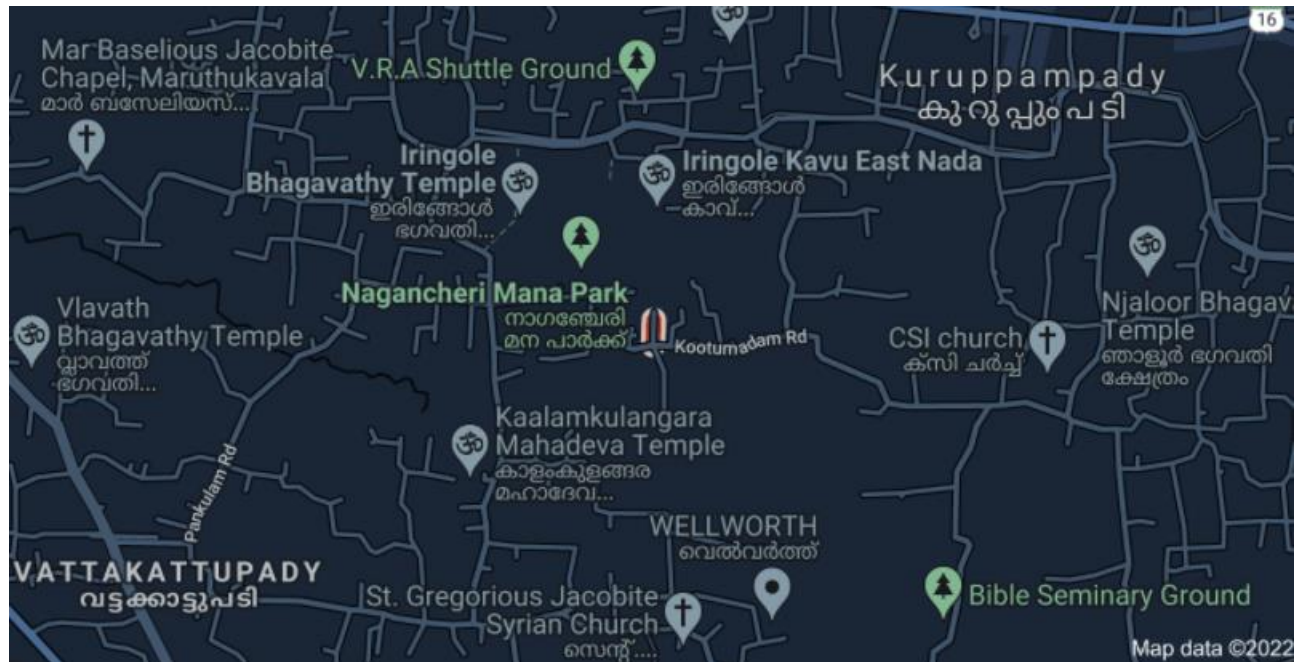 16
Mar Baselious Jacobite
Chapel, Maruthukavala
മാർ ബസേലിയസ്...
V.R.A Shuttle Ground
Kuruppampady
കുറുപ്പുംപടി
Iringole
Bhagavathy Temple
ഇരിങ്ങോൾ
ഭഗവതി...
Iringole Kavu East Nada
ഇരിങ്ങോൾ
കാവ്...
Nagancheri Mana Park
നാഗഞ്ചേരി
മന പാർക്ക്
Vlavath
Bhagavathy Temple
വ്ലാവത്ത്
ഭഗവതി...
Kootumadam Rd
CSI church
ക്സി ചർച്ച്
Njaloor Bhagava
Temple
ഞാളൂർ ഭഗവതി
ക്ഷേത്രം
Kaalamkulangara
Mahadeva Temple
കാളംകുളങ്ങര
മഹാദേവ...
Pankulam Rd
WELLWORTH
വെൽവർത്ത്
VATTAKATTUPADY
വട്ടക്കാട്ടുപടി
St. Gregorious Jacobite
Syrian Church
സെന്റ്....
Bible Seminary Ground
Map data ©2022